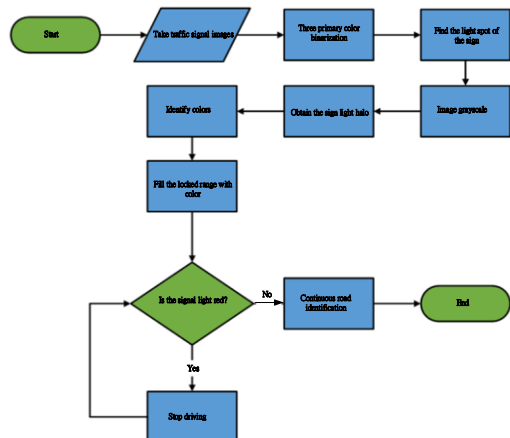 Start
Take traffic signal images
Three primary color
binarization
Find the light spot of
the sign
Identify colors
Obtain the sign light halo
Image grayscale
Fill the locked range with
color
Is the signal light red?
No
Continuous road
identification
End
Yes
Stop driving